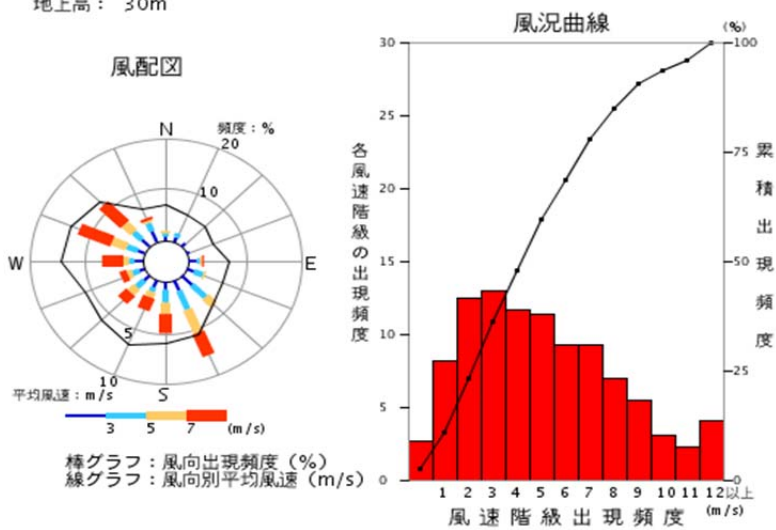 地上高： 30m
風配図
N
頻度：%
20
10
W
E
5
10
S
平均風速：m/s
3 5 7 (m/s)
棒グラフ：風向出現頻度（%）
線グラフ：風向別平均風速（m/s）
風況曲線
(%)
30
25
20
15
10
5
0
各風速階級の出現頻度
100
75
50
25
0
累積出現頻度
1 2 3 4 5 6 7 8 9 10 11 12以上
(m/s)
風速階級出現頻度